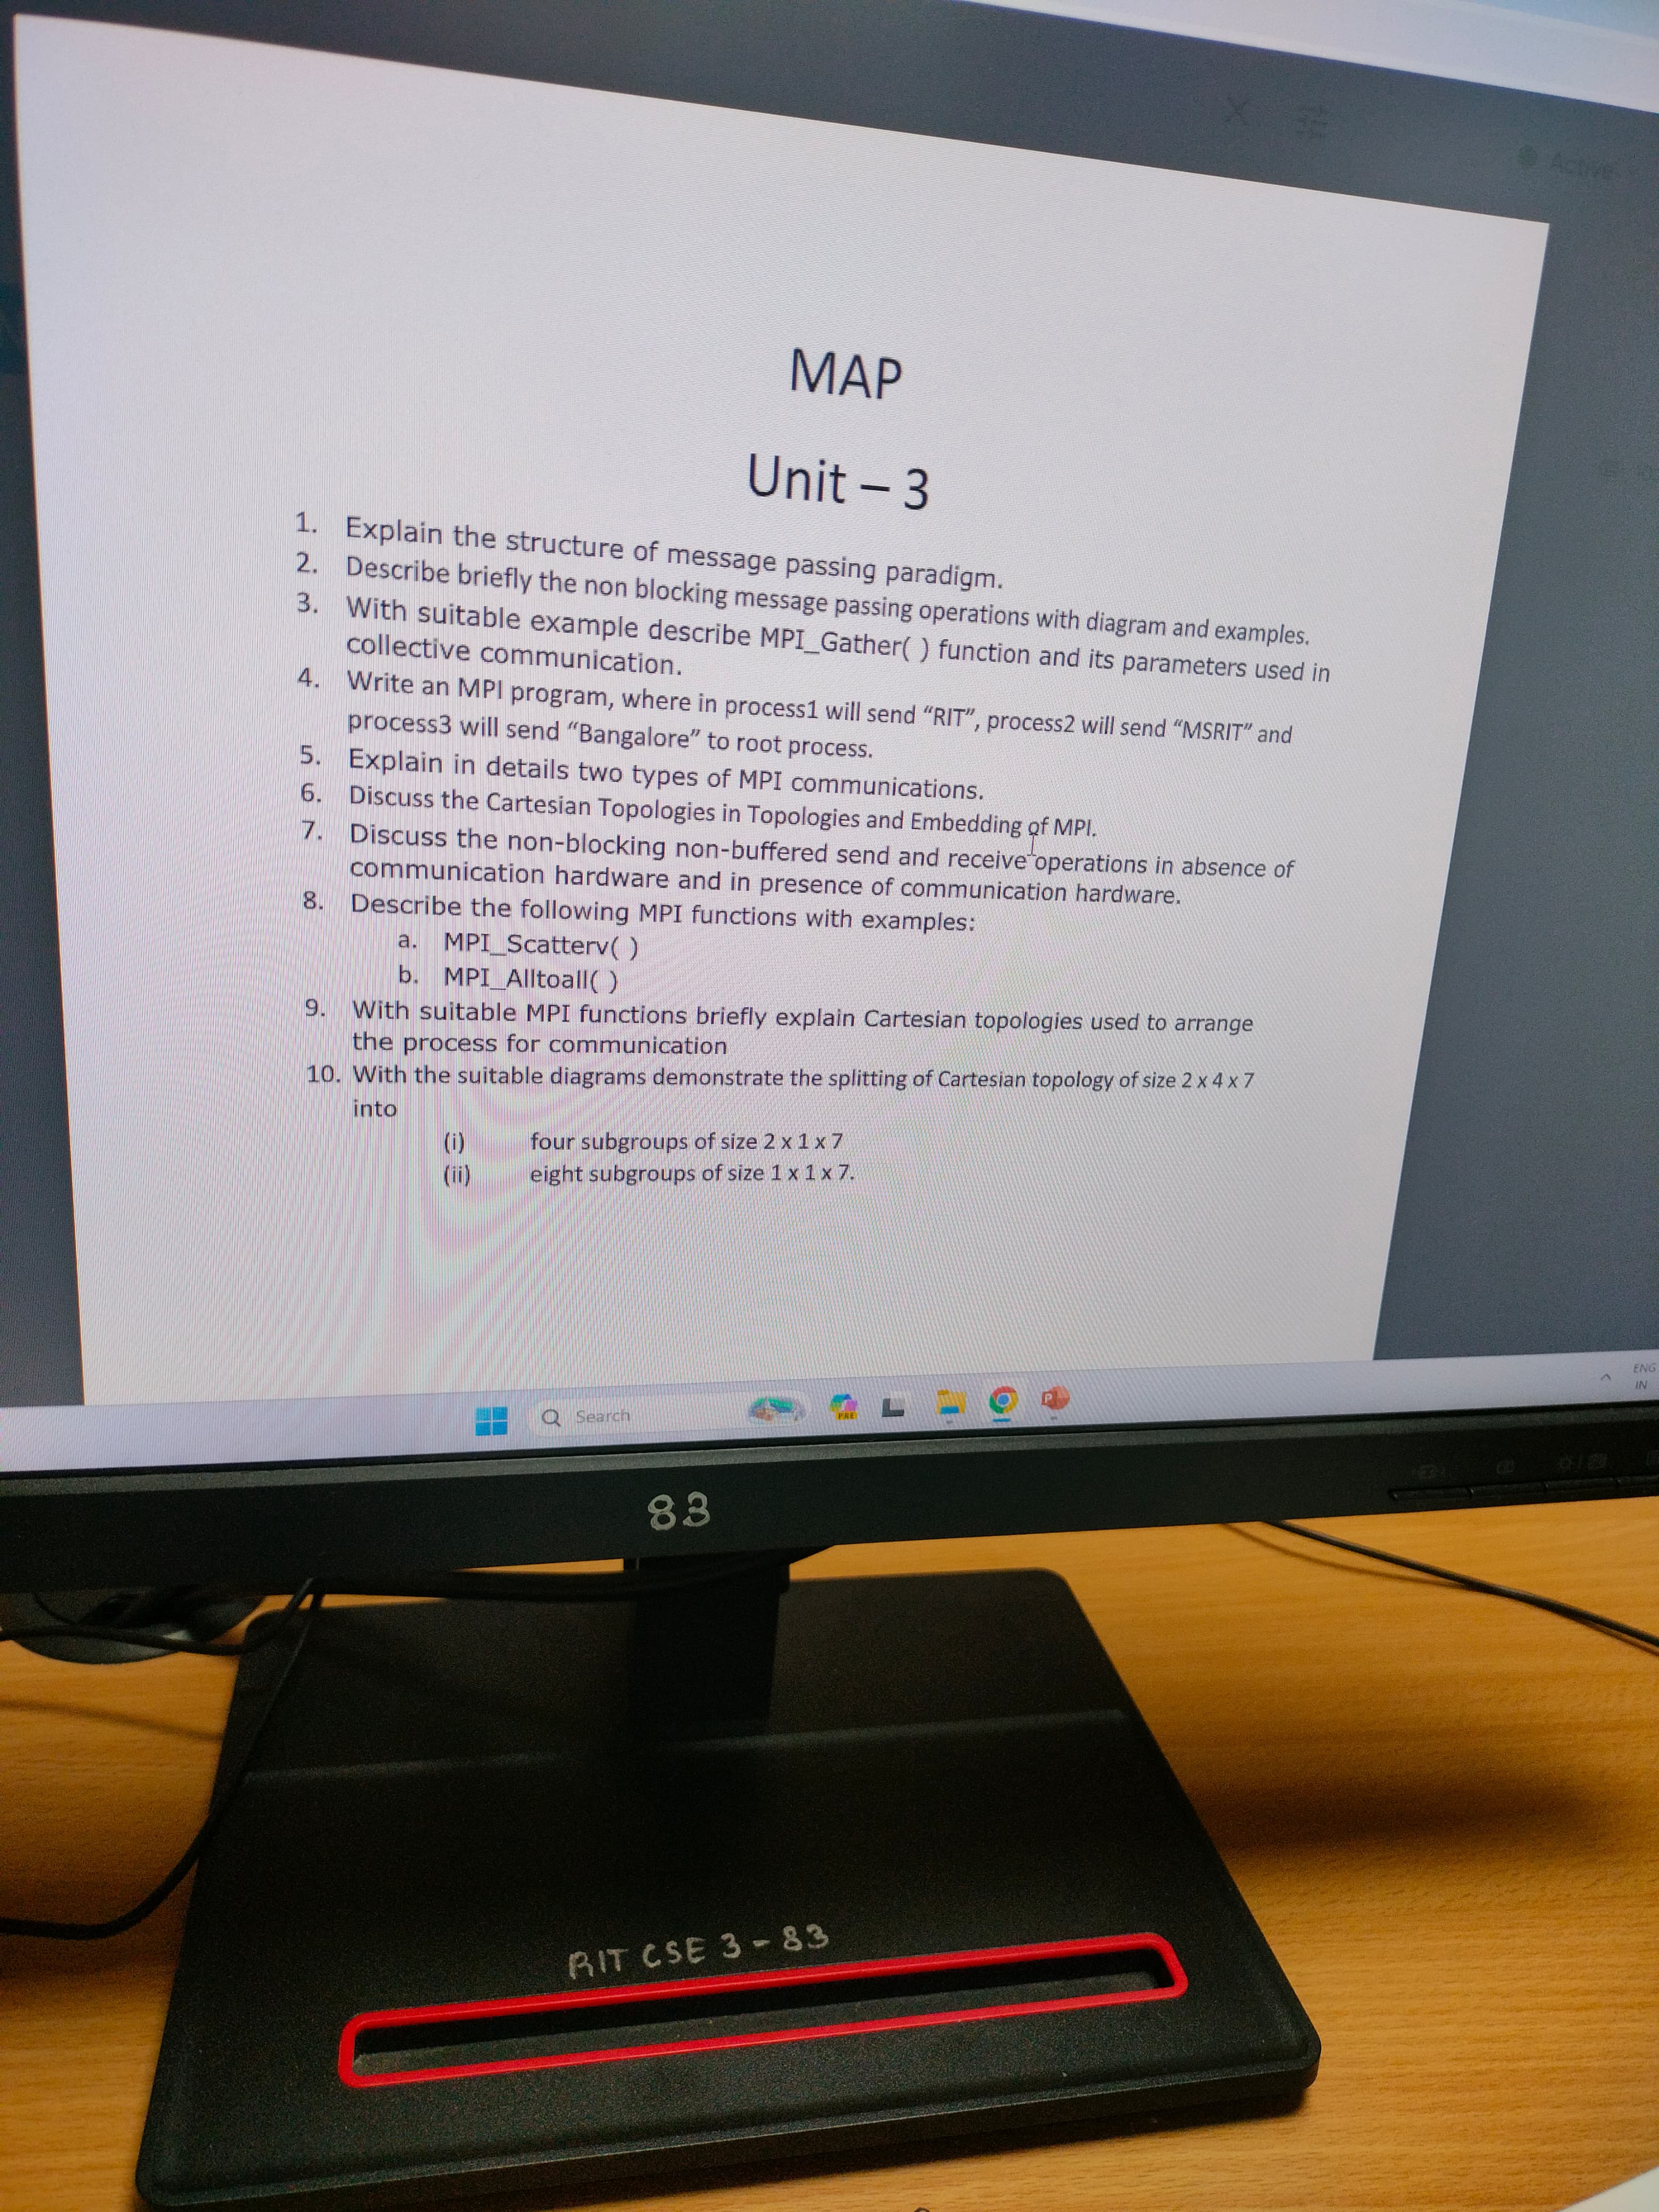 Active
MAP
Unit – 3
1. Explain the structure of message passing paradigm.
2. Describe briefly the non blocking message passing operations with diagram and examples.
3. With suitable example describe MPI_Gather( ) function and its parameters used in
collective communication.
4. Write an MPI program, where in process1 will send “RIT”, process2 will send “MSRIT” and
process3 will send “Bangalore” to root process.
5. Explain in details two types of MPI communications.
6. Discuss the Cartesian Topologies in Topologies and Embedding of MPI.
7. Discuss the non-blocking non-buffered send and receive operations in absence of
communication hardware and in presence of communication hardware.
8. Describe the following MPI functions with examples:
a. MPI_Scatterv( )
b. MPI_Alltoall( )
9. With suitable MPI functions briefly explain Cartesian topologies used to arrange
the process for communication
10. With the suitable diagrams demonstrate the splitting of Cartesian topology of size 2 x 4 x 7
into
(i) four subgroups of size 2 x 1 x 7
(ii) eight subgroups of size 1 x 1 x 7.
Search
PRE
P
ENG
IN
83
RIT CSE 3 - 83